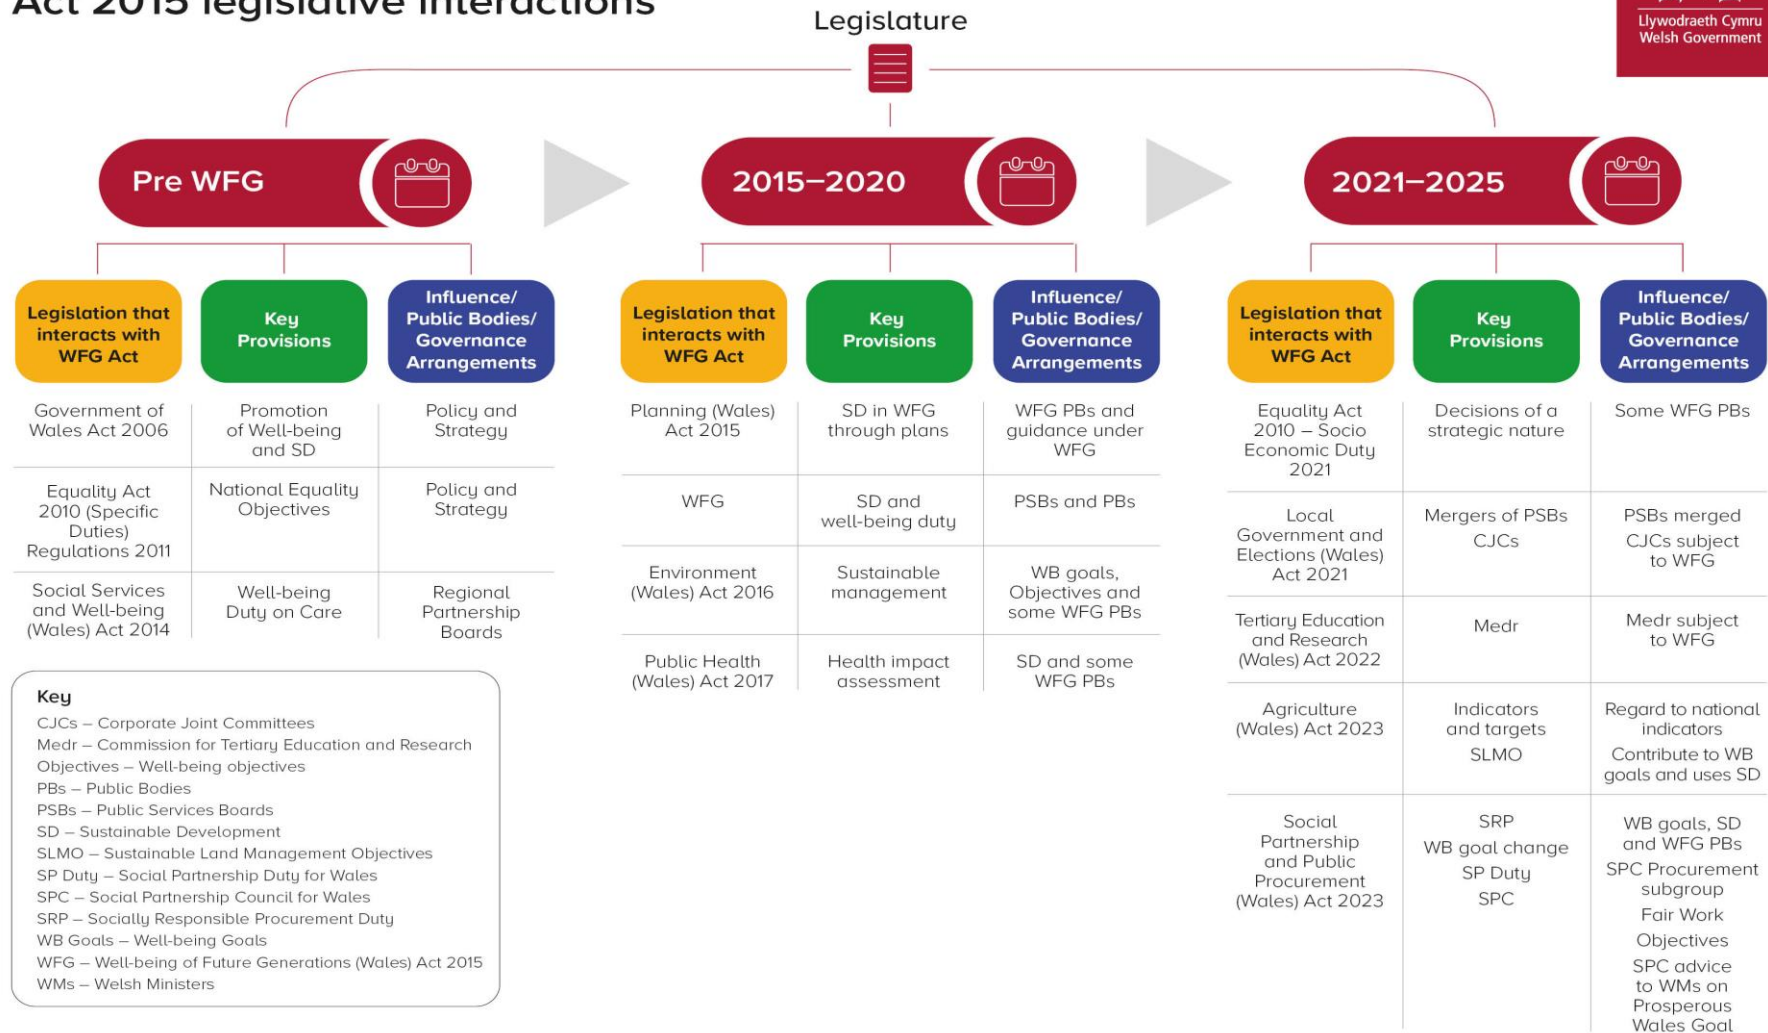 Act 2015 legislative interactions
Legislature
Llywodraeth Cymru
Welsh Government
Pre WFG
2015–2020
2021–2025
Legislation that
interacts with
WFG Act
Key
Provisions
Influence/
Public Bodies/
Governance
Arrangements
Government of
Wales Act 2006
Promotion
of Well-being
and SD
Policy and
Strategy
Equality Act
2010 (Specific
Duties)
Regulations 2011
National Equality
Objectives
Policy and
Strategy
Social Services
and Well-being
(Wales) Act 2014
Well-being
Duty on Care
Regional
Partnership
Boards
Key
CJCs – Corporate Joint Committees
Medr – Commission for Tertiary Education and Research
Objectives – Well-being objectives
PBs – Public Bodies
PSBs – Public Services Boards
SD – Sustainable Development
SLMO – Sustainable Land Management Objectives
SP Duty – Social Partnership Duty for Wales
SPC – Social Partnership Council for Wales
SRP – Socially Responsible Procurement Duty
WB Goals – Well-being Goals
WFG – Well-being of Future Generations (Wales) Act 2015
WMs – Welsh Ministers
Legislation that
interacts with
WFG Act
Key
Provisions
Influence/
Public Bodies/
Governance
Arrangements
Planning (Wales)
Act 2015
SD in WFG
through plans
WFG PBs and
guidance under
WFG
WFG
SD and
well-being duty
PSBs and PBs
Environment
(Wales) Act 2016
Sustainable
management
WB goals,
Objectives and
some WFG PBs
Public Health
(Wales) Act 2017
Health impact
assessment
SD and some
WFG PBs
Legislation that
interacts with
WFG Act
Key
Provisions
Influence/
Public Bodies/
Governance
Arrangements
Equality Act
2010 – Socio
Economic Duty
2021
Decisions of a
strategic nature
Some WFG PBs
Local
Government and
Elections (Wales)
Act 2021
Mergers of PSBs
CJCs
PSBs merged
CJCs subject
to WFG
Tertiary Education
and Research
(Wales) Act 2022
Medr
Medr subject
to WFG
Agriculture
(Wales) Act 2023
Indicators
and targets
SLMO
Regard to national
indicators
Contribute to WB
goals and uses SD
Social
Partnership
and Public
Procurement
(Wales) Act 2023
SRP
WB goal change
SP Duty
SPC
WB goals, SD
and WFG PBs
SPC Procurement
subgroup
Fair Work
Objectives
SPC advice
to WMs on
Prosperous
Wales Goal